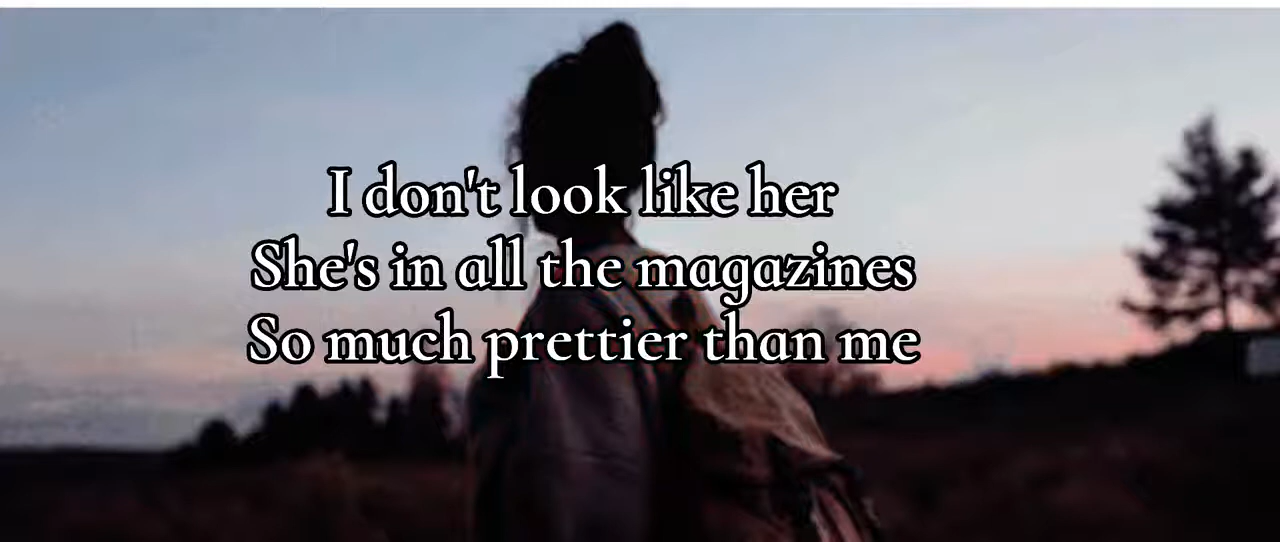 I don't look like her
She's in all the magazines
So much prettier than me